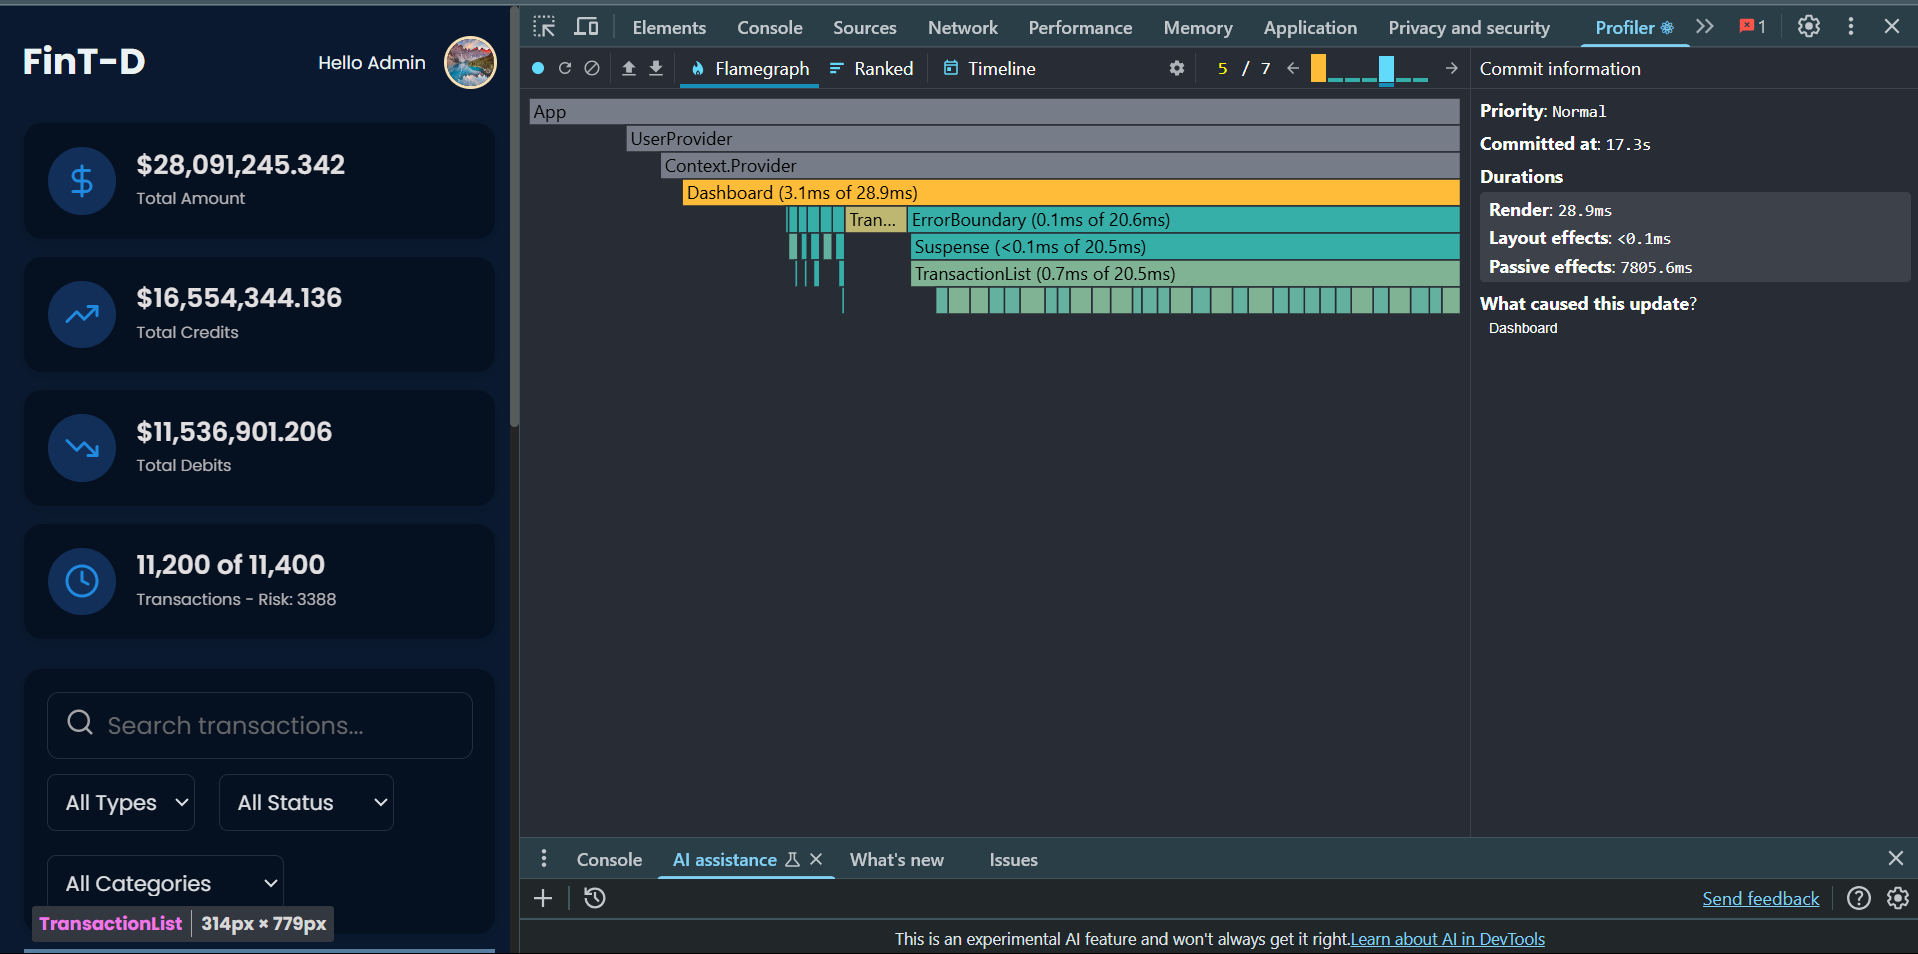 FinT-D
Hello Admin
$28,091,245.342
Total Amount
$16,554,344.136
Total Credits
$11,536,901.206
Total Debits
11,200 of 11,400
Transactions - Risk: 3388
Search transactions...
All Types
All Status
All Categories
TransactionList 314px × 779px
Elements Console Sources Network Performance Memory Application Privacy and security Profiler 1
Flamegraph Ranked Timeline 5 / 7
App
UserProvider
Context.Provider
Dashboard (3.1ms of 28.9ms)
Tran... ErrorBoundary (0.1ms of 20.6ms)
Suspense (<0.1ms of 20.5ms)
TransactionList (0.7ms of 20.5ms)
Commit information
Priority: Normal
Committed at: 17.3s
Durations
Render: 28.9ms
Layout effects: <0.1ms
Passive effects: 7805.6ms
What caused this update?
Dashboard
Console AI assistance What's new Issues
Send feedback
This is an experimental AI feature and won't always get it right.Learn about AI in DevTools